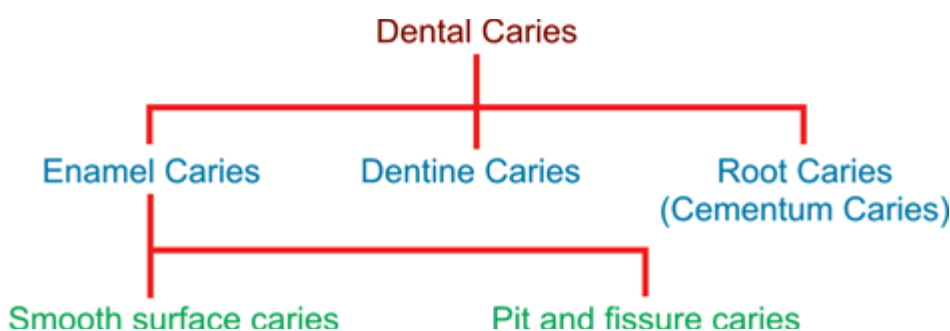 Dental Caries
Enamel Caries
Dentine Caries
Root Caries
(Cementum Caries)
Smooth surface caries
Pit and fissure caries